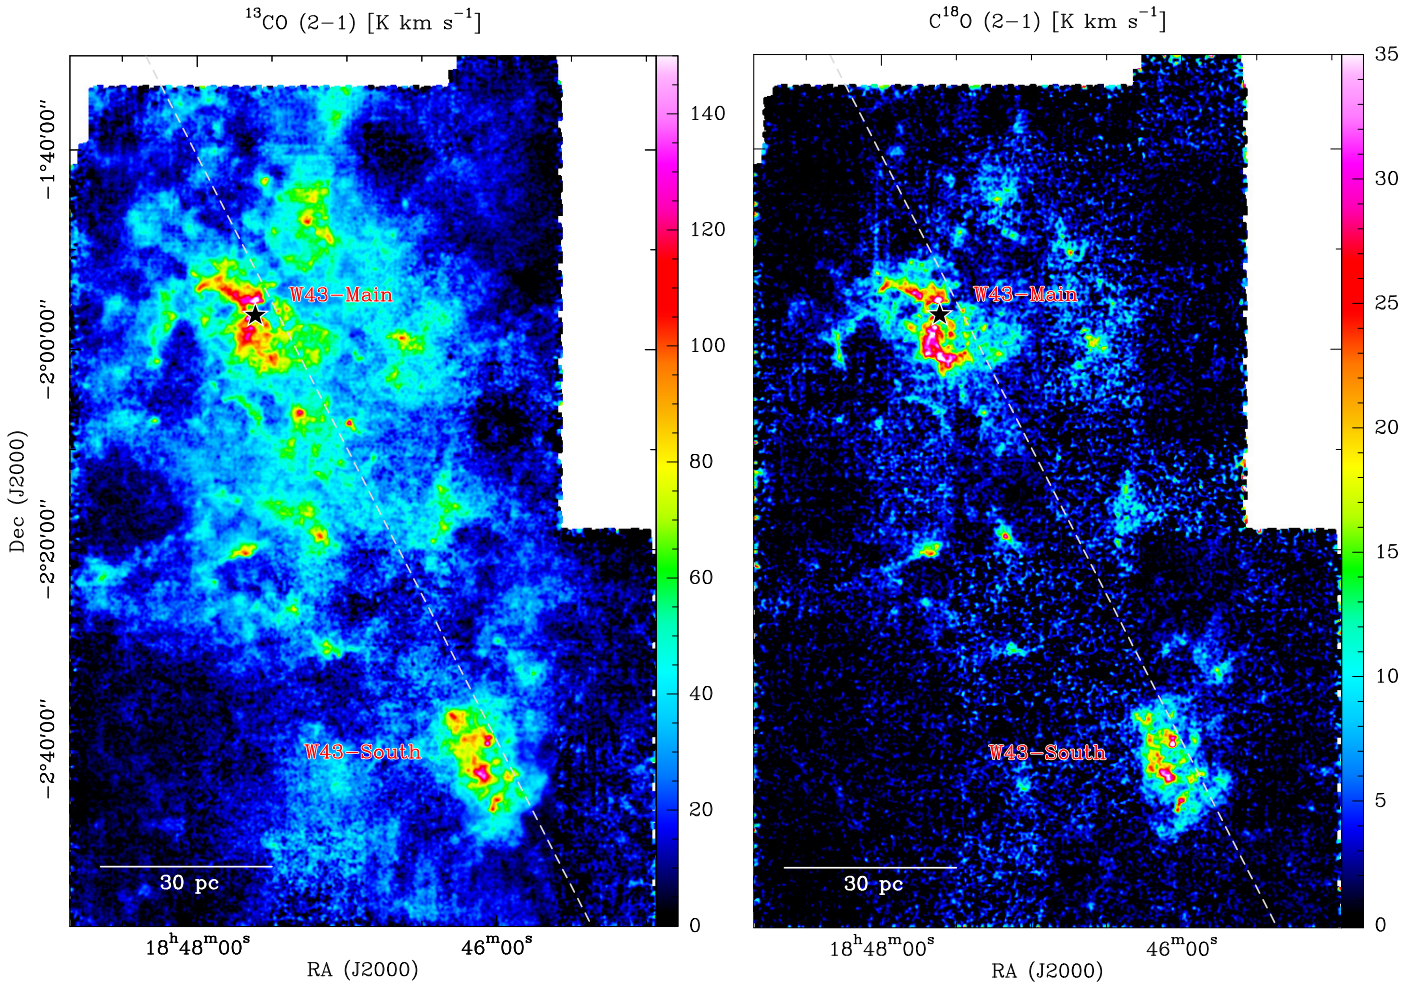 ¹³CO (2−1) [K km s⁻¹]
C¹⁸O (2−1) [K km s⁻¹]
Dec (J2000)
−1°40'00"
−2°00'00"
−2°20'00"
−2°40'00"
W43−Main
W43−South
30 pc
18ʰ48ᵐ00ˢ
46ᵐ00ˢ
RA (J2000)
140
120
100
80
60
40
20
0
W43−Main
W43−South
30 pc
18ʰ48ᵐ00ˢ
46ᵐ00ˢ
RA (J2000)
35
30
25
20
15
10
5
0